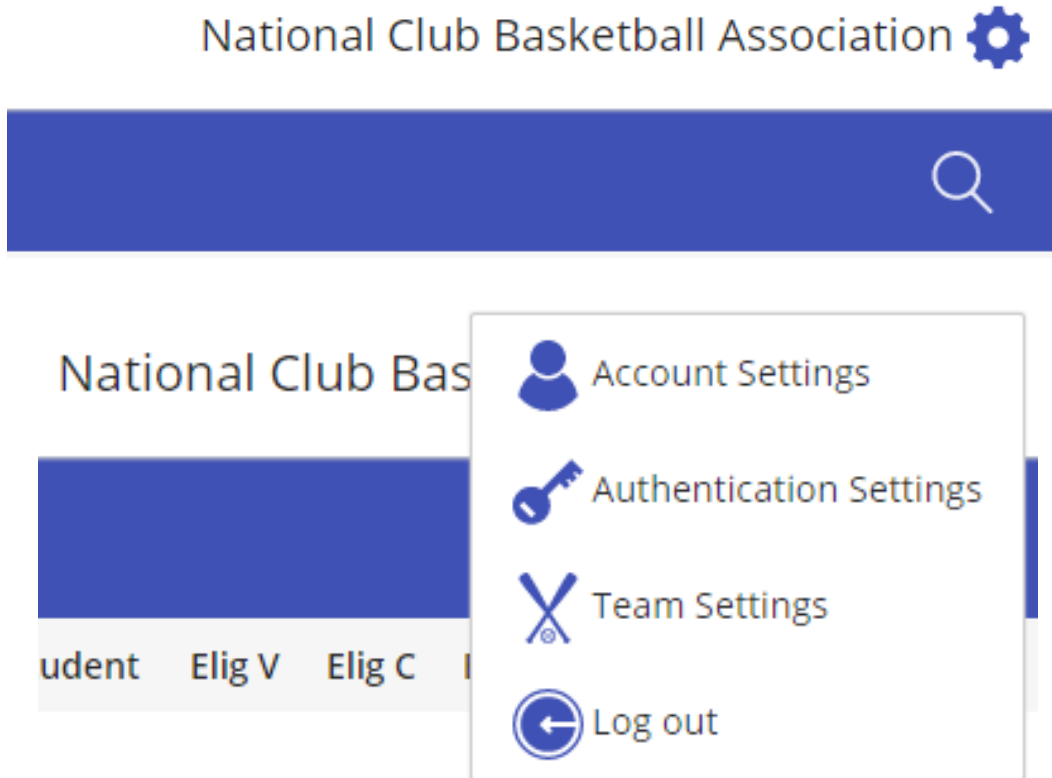 National Club Basketball Association
National Club Bas
Account Settings
Authentication Settings
Team Settings
udent Elig V Elig C
Log out